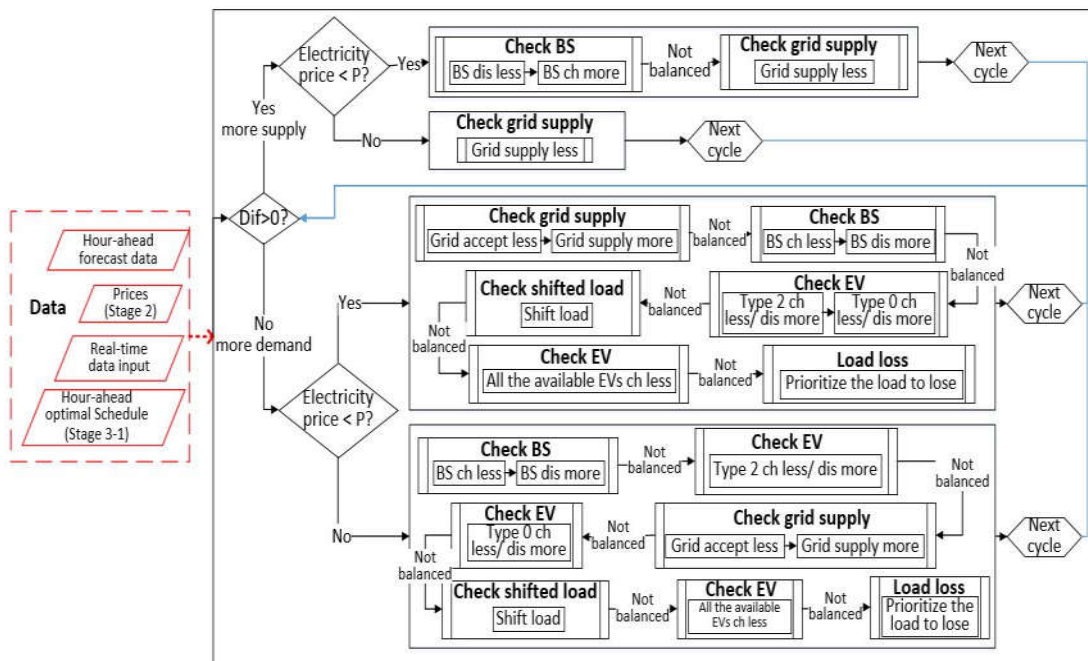 Electricity
price < P?
Yes
Check BS
BS dis less
BS ch more
Not
balanced
Check grid supply
Grid supply less
Next
cycle
Yes
more supply
No
Check grid supply
Grid supply less
Next
cycle
Dif>0?
Data
Hour-ahead
forecast data
Prices
(Stage 2)
Real-time
data input
Hour-ahead
optimal Schedule
(Stage 3-1)
No
more demand
Electricity
price < P?
Yes
Check grid supply
Grid accept less
Grid supply more
Not
balanced
Check BS
BS ch less
BS dis more
Not
balanced
Check EV
Type 2 ch
less/ dis more
Type 0 ch
less/ dis more
Not
balanced
Check shifted load
Shift load
Not
balanced
Check EV
All the available EVs ch less
Not
balanced
Load loss
Prioritize the load to lose
Next
cycle
No
Check BS
BS ch less
BS dis more
Not
balanced
Check EV
Type 2 ch less/ dis more
Not
balanced
Check grid supply
Grid accept less
Grid supply more
Not
balanced
Check EV
Type 0 ch
less/ dis more
Not
balanced
Check shifted load
Shift load
Not
balanced
Check EV
All the available
EVs ch less
Not
balanced
Load loss
Prioritize the
load to lose
Next
cycle